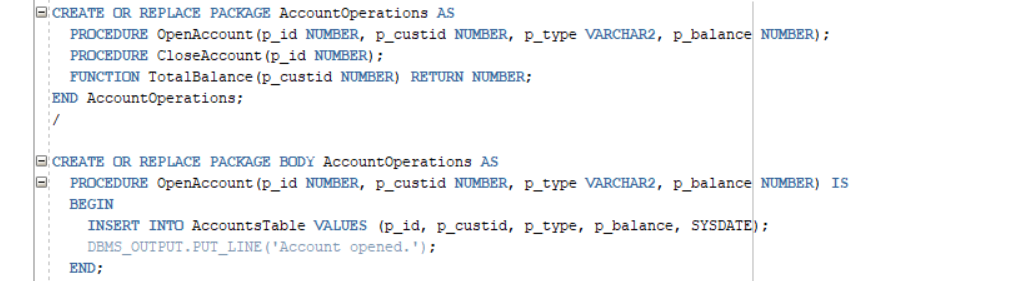 CREATE OR REPLACE PACKAGE AccountOperations AS
PROCEDURE OpenAccount(p_id NUMBER, p_custid NUMBER, p_type VARCHAR2, p_balance NUMBER);
PROCEDURE CloseAccount(p_id NUMBER);
FUNCTION TotalBalance(p_custid NUMBER) RETURN NUMBER;
END AccountOperations;
/
CREATE OR REPLACE PACKAGE BODY AccountOperations AS
PROCEDURE OpenAccount(p_id NUMBER, p_custid NUMBER, p_type VARCHAR2, p_balance NUMBER) IS
BEGIN
INSERT INTO AccountsTable VALUES (p_id, p_custid, p_type, p_balance, SYSDATE);
DBMS_OUTPUT.PUT_LINE('Account opened.');
END;